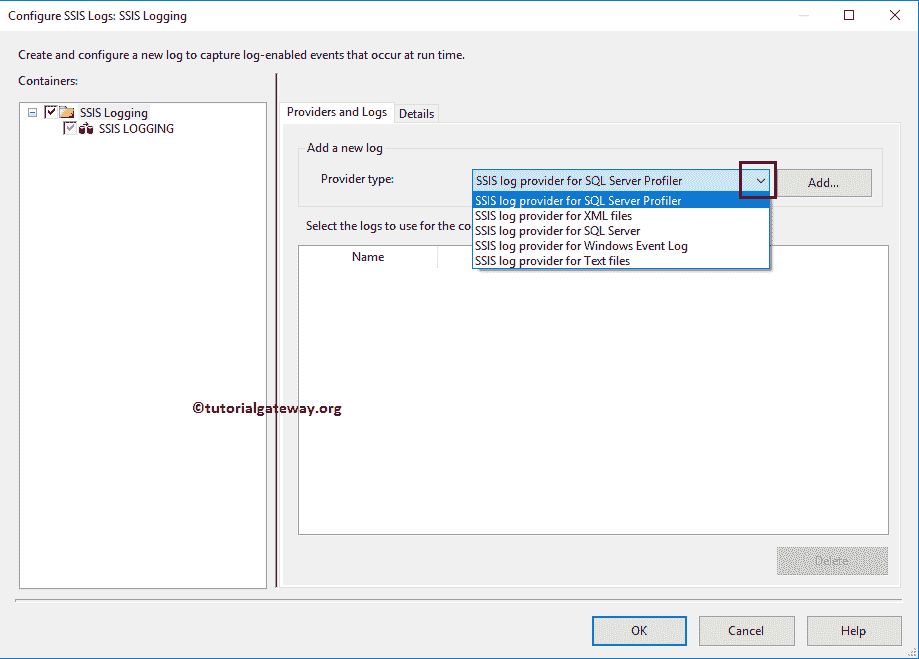 Configure SSIS Logs: SSIS Logging
Create and configure a new log to capture log-enabled events that occur at run time.
Containers:
SSIS Logging
SSIS LOGGING
Providers and Logs
Details
Add a new log
Provider type:
SSIS log provider for SQL Server Profiler
Add...
SSIS log provider for SQL Server Profiler
SSIS log provider for XML files
SSIS log provider for SQL Server
SSIS log provider for Windows Event Log
SSIS log provider for Text files
Select the logs to use for the co
Name
©tutorialgateway.org
Delete
OK
Cancel
Help